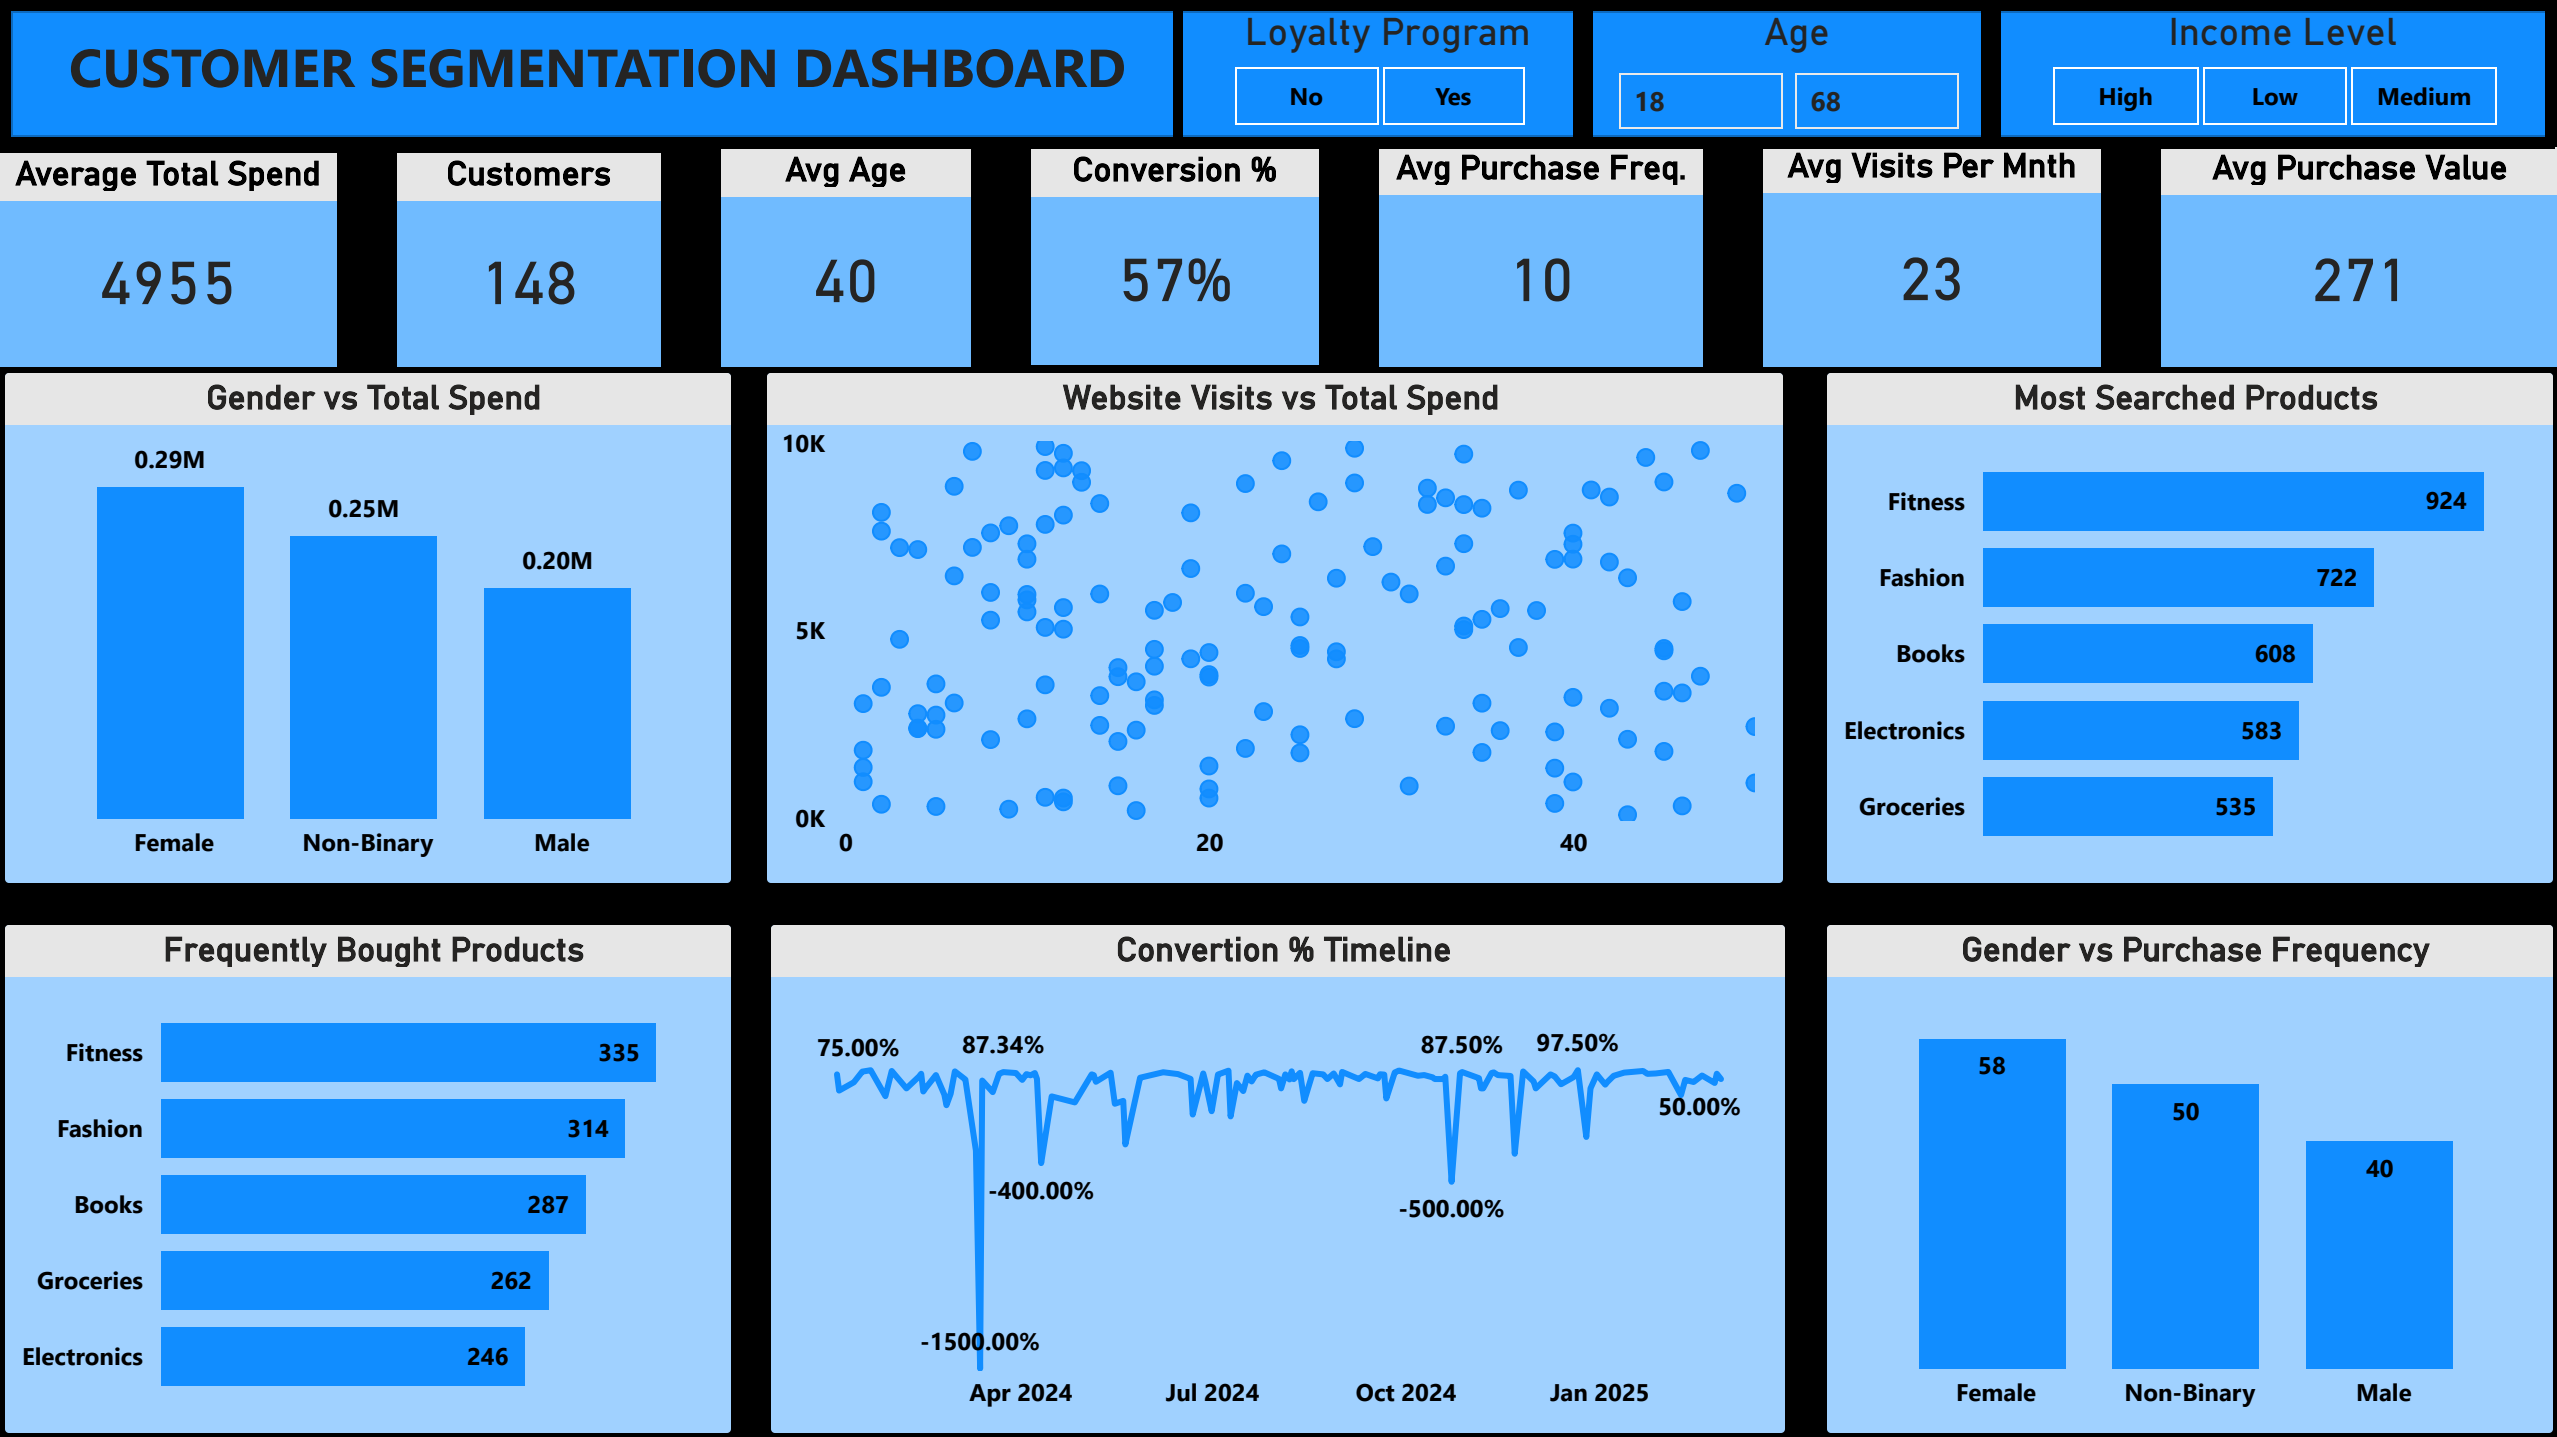 CUSTOMER SEGMENTATION DASHBOARD
Loyalty Program
No Yes
Age
18 68
Income Level
High Low Medium
Average Total Spend
4955
Customers
148
Avg Age
40
Conversion %
57%
Avg Purchase Freq.
10
Avg Visits Per Mnth
23
Avg Purchase Value
271
Gender vs Total Spend
0.29M
0.25M
0.20M
Female Non-Binary Male
Website Visits vs Total Spend
10K
5K
0K
0 20 40
Most Searched Products
Fitness 924
Fashion 722
Books 608
Electronics 583
Groceries 535
Frequently Bought Products
Fitness 335
Fashion 314
Books 287
Groceries 262
Electronics 246
Convertion % Timeline
75.00% 87.34% 87.50% 97.50%
50.00%
-400.00%
-500.00%
-1500.00%
Apr 2024 Jul 2024 Oct 2024 Jan 2025
Gender vs Purchase Frequency
58
50
40
Female Non-Binary Male